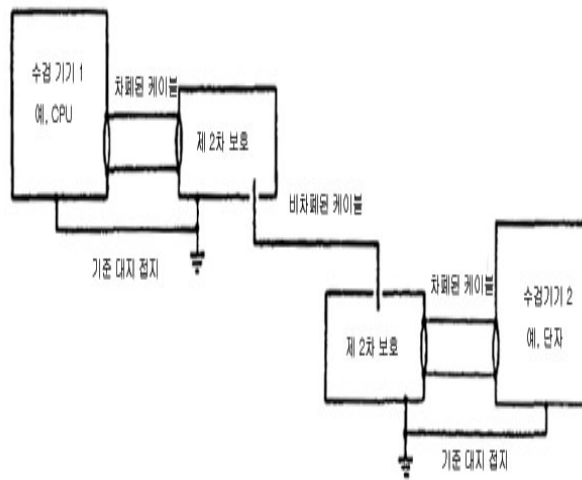 수검 기기 1
예, CPU
차폐된 케이블
제 2차 보호
비차폐된 케이블
기준 대지 접지
차폐된 케이블
수검기기 2
예, 단자
제 2차 보호
기준 대지 접지